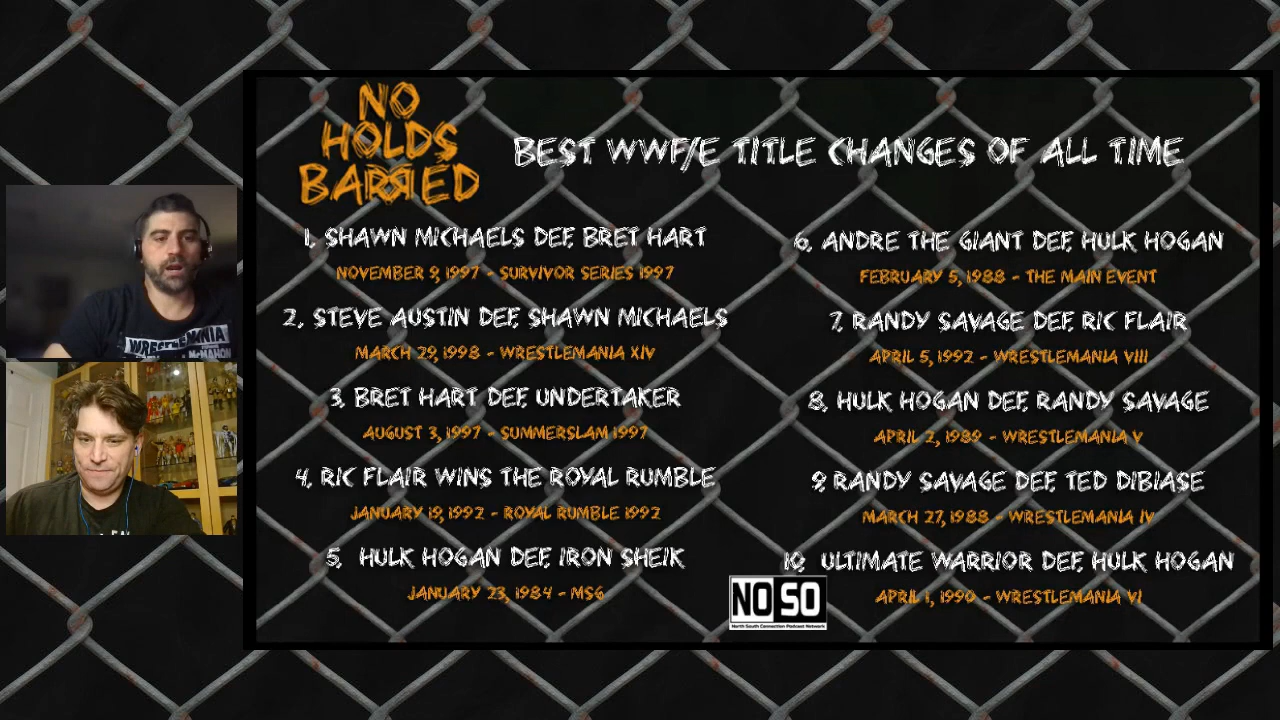 NO
HOLDS
BARRED
BEST WWF/E TITLE CHANGES OF ALL TIME
1. SHAWN MICHAELS DEF. BRET HART
NOVEMBER 9, 1997 - SURVIVOR SERIES 1997
2. STEVE AUSTIN DEF. SHAWN MICHAELS
MARCH 29, 1998 - WRESTLEMANIA XIV
3. BRET HART DEF. UNDERTAKER
AUGUST 3, 1997 - SUMMERSLAM 1997
4. RIC FLAIR WINS THE ROYAL RUMBLE
JANUARY 19, 1992 - ROYAL RUMBLE 1992
5. HULK HOGAN DEF. IRON SHEIK
JANUARY 23, 1984 - MSG
6. ANDRE THE GIANT DEF. HULK HOGAN
FEBRUARY 5, 1988 - THE MAIN EVENT
7. RANDY SAVAGE DEF. RIC FLAIR
APRIL 5, 1992 - WRESTLEMANIA VIII
8. HULK HOGAN DEF. RANDY SAVAGE
APRIL 2, 1989 - WRESTLEMANIA V
9. RANDY SAVAGE DEF. TED DIBIASE
MARCH 27, 1988 - WRESTLEMANIA IV
10. ULTIMATE WARRIOR DEF. HULK HOGAN
APRIL 1, 1990 - WRESTLEMANIA VI
NO SO
North South Connection Podcast Network
WRESTLEMANIA
McMAHON